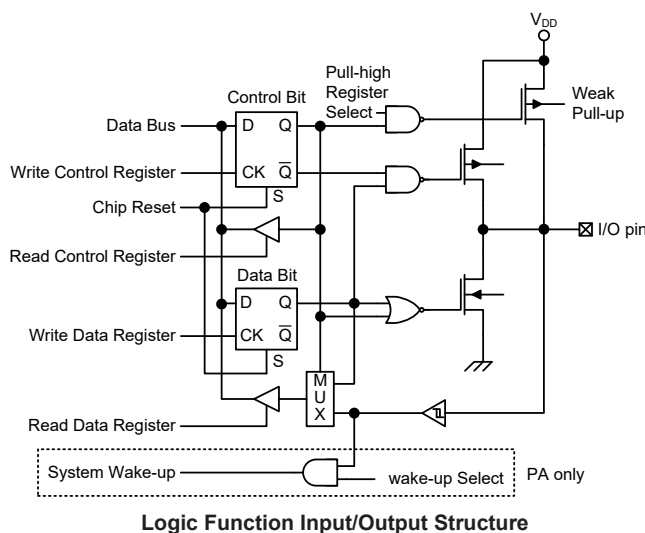 V_DD
Pull-high
Register
Select
Weak
Pull-up
Control Bit
Data Bus
D
Q
Write Control Register
CK
Q̅
S
Chip Reset
I/O pin
Read Control Register
Data Bit
D
Q
Write Data Register
CK
Q̅
S
M
U
X
Read Data Register
System Wake-up
wake-up Select
PA only
Logic Function Input/Output Structure